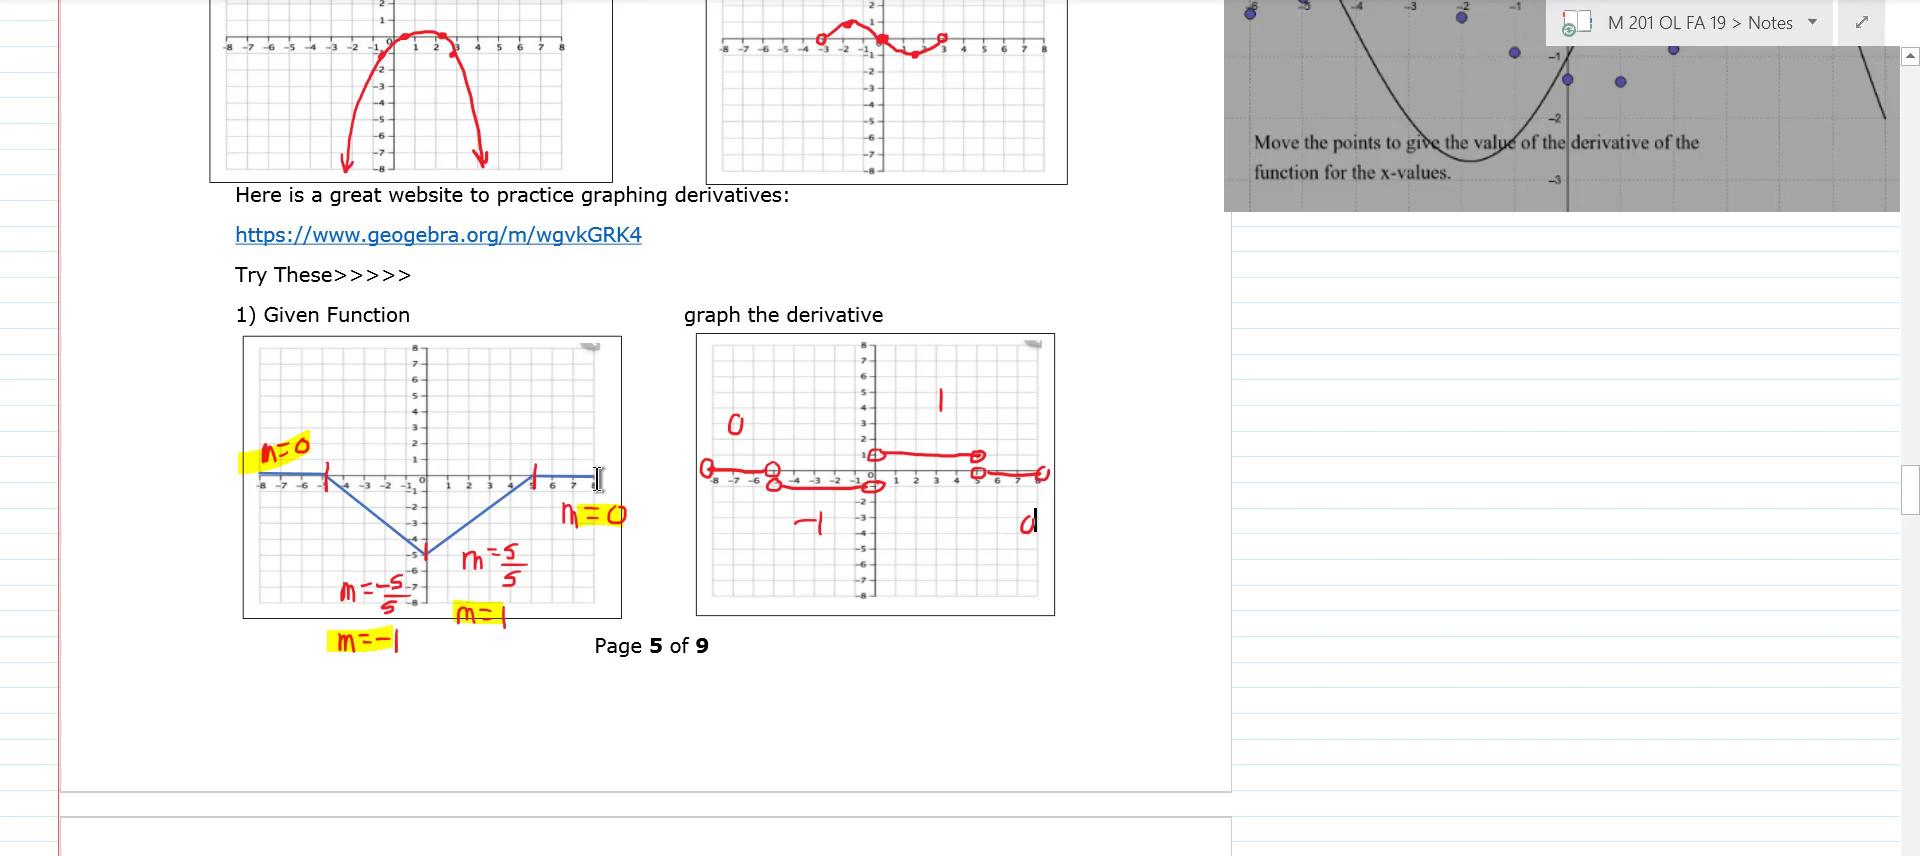 M 201 OL FA 19 > Notes
Move the points to give the value of the derivative of the
function for the x-values.
Here is a great website to practice graphing derivatives:
https://www.geogebra.org/m/wgvkGRK4
Try These>>>>>
1) Given Function
graph the derivative
m=0
m=0
m=-5/5
m=-1
m=5/5
m=1
0
1
-1
0
Page 5 of 9